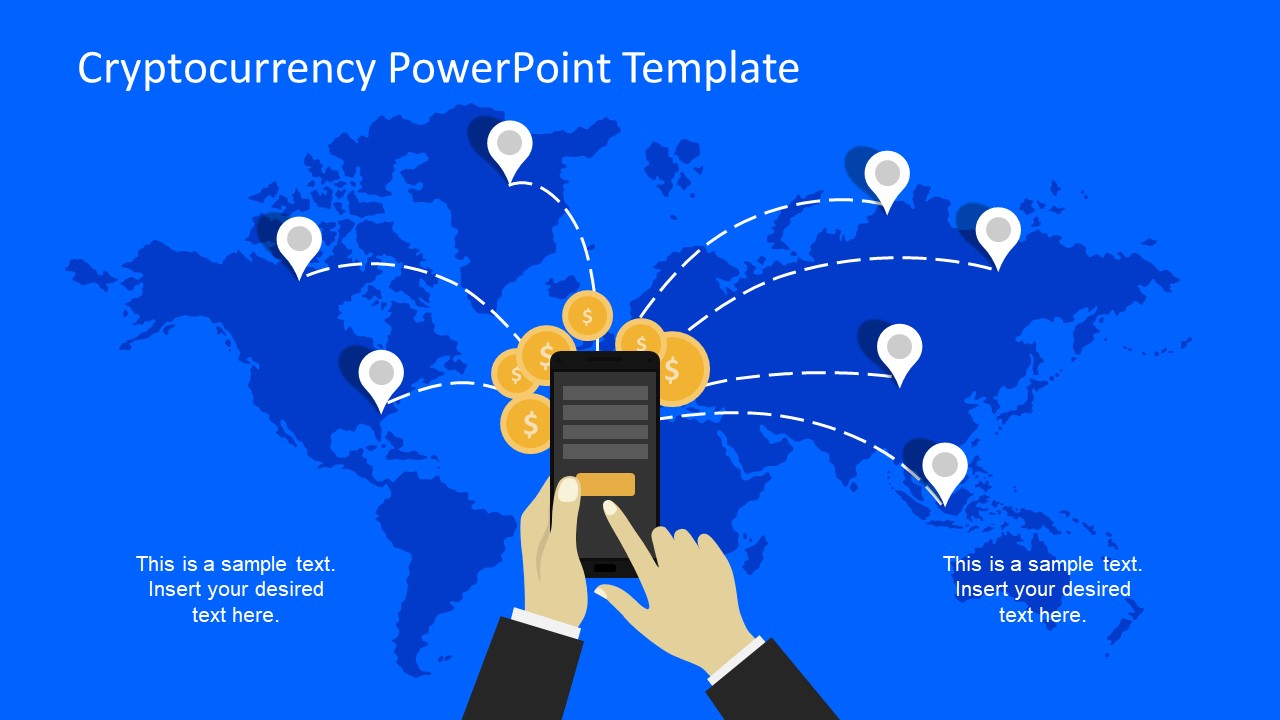 Cryptocurrency PowerPoint Template
$
$
$
$
$
$
This is a sample text.
Insert your desired
text here.
This is a sample text.
Insert your desired
text here.